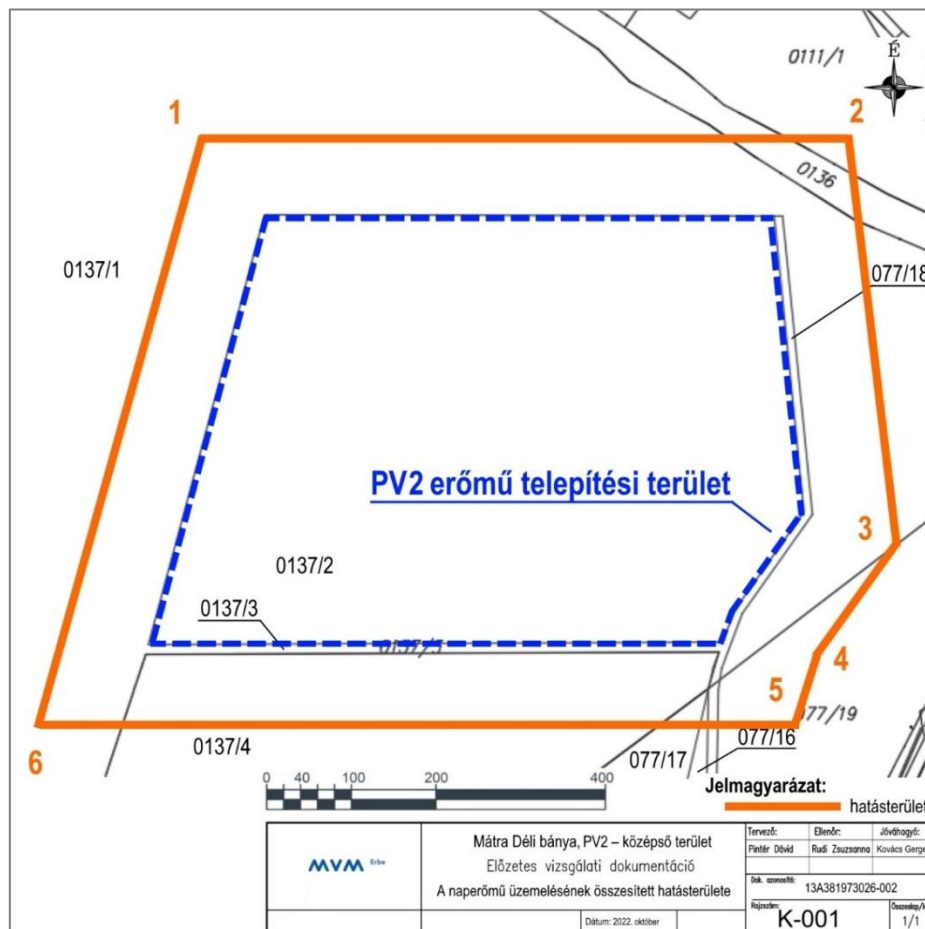 0111/1
É
1
2
0136
0137/1
077/18
PV2 erőmű telepítési terület
3
0137/2
0137/3
0137/3
4
5
077/19
6
0137/4
077/17
077/16
0 40 100 200 400
Jelmagyarázat:
hatásterület
MVM Erbe
Mátra Déli bánya, PV2 – középső terület
Előzetes vizsgálati dokumentáció
A naperőmű üzemelésének összesített hatásterülete
Dátum: 2022. október
Tervező: Ellenőr: Jóváhagyó:
Pintér Dávid Rudi Zsuzsanna Kovács Gerge
Dok. azonosító:
13A381973026-002
Rajzszám:
K-001
1/1